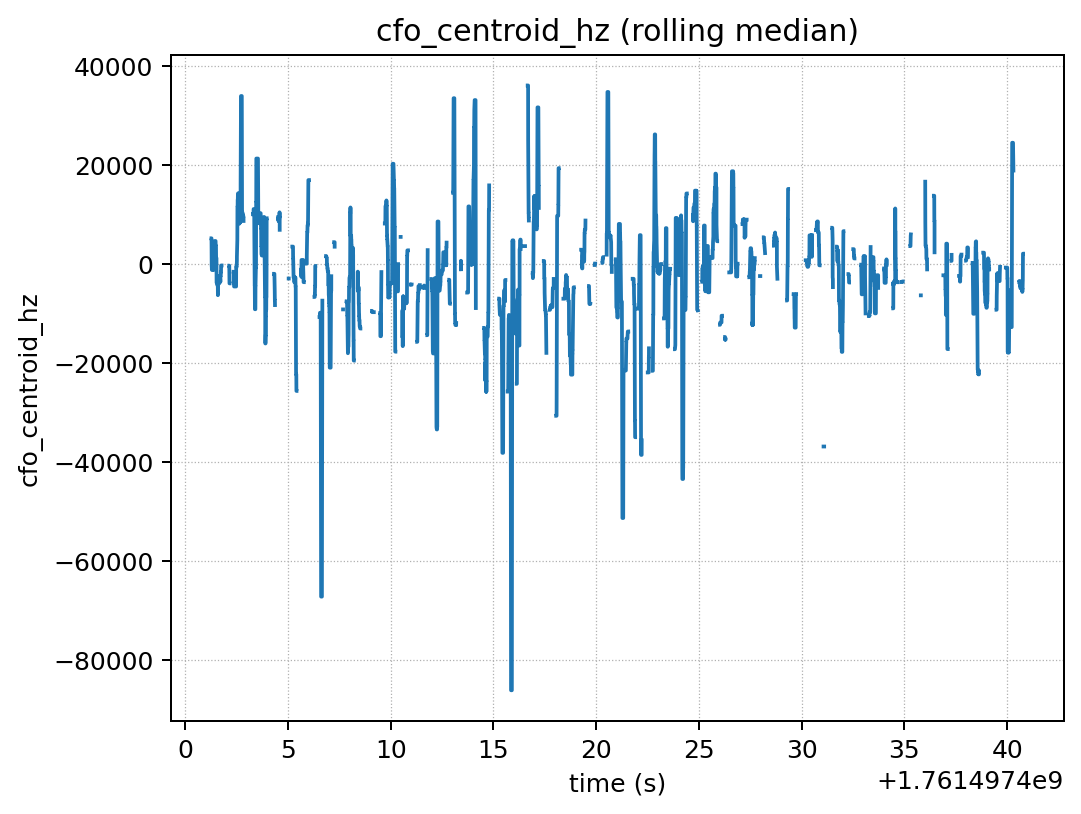 cfo_centroid_hz (rolling median)
40000
20000
0
−20000
−40000
−60000
−80000
cfo_centroid_hz
0 5 10 15 20 25 30 35 40
time (s)
+1.7614974e9